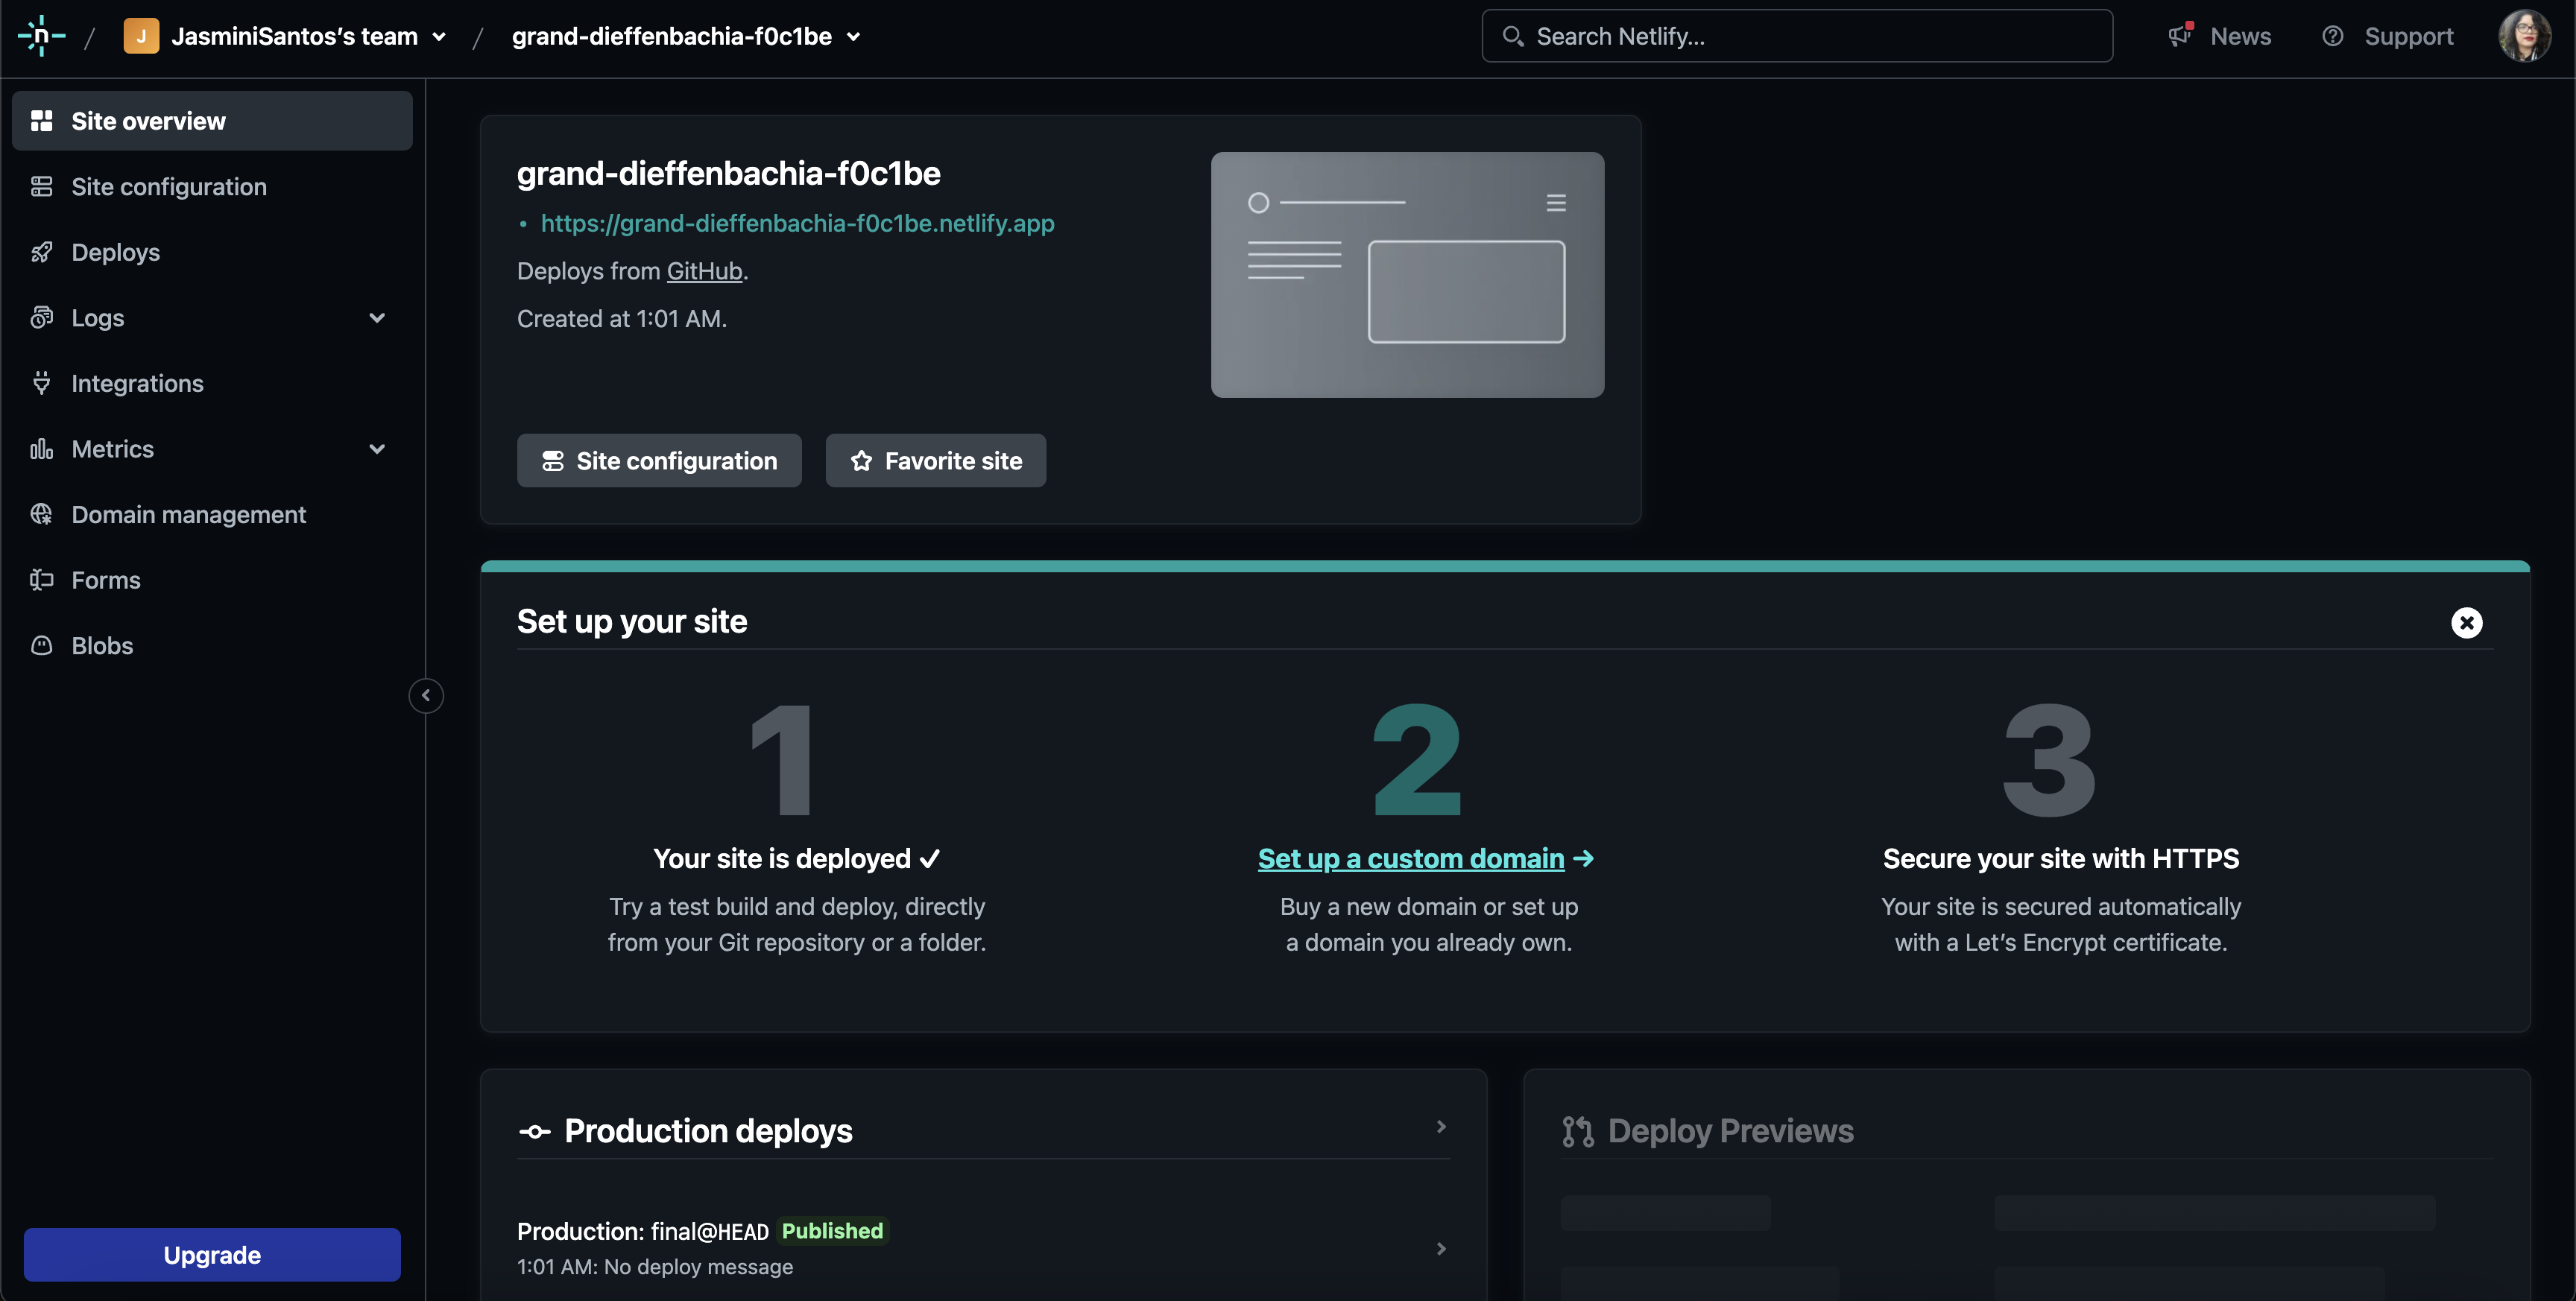 n / J JasminiSantos's team / grand-dieffenbachia-f0c1be Search Netlify... News Support
Site overview
Site configuration
Deploys
Logs
Integrations
Metrics
Domain management
Forms
Blobs
Upgrade
grand-dieffenbachia-f0c1be
• https://grand-dieffenbachia-f0c1be.netlify.app
Deploys from GitHub.
Created at 1:01 AM.
Site configuration Favorite site
Set up your site
1
Your site is deployed ✓
Try a test build and deploy, directly
from your Git repository or a folder.
2
Set up a custom domain →
Buy a new domain or set up
a domain you already own.
3
Secure your site with HTTPS
Your site is secured automatically
with a Let's Encrypt certificate.
Production deploys
Production: final@HEAD Published
1:01 AM: No deploy message
Deploy Previews